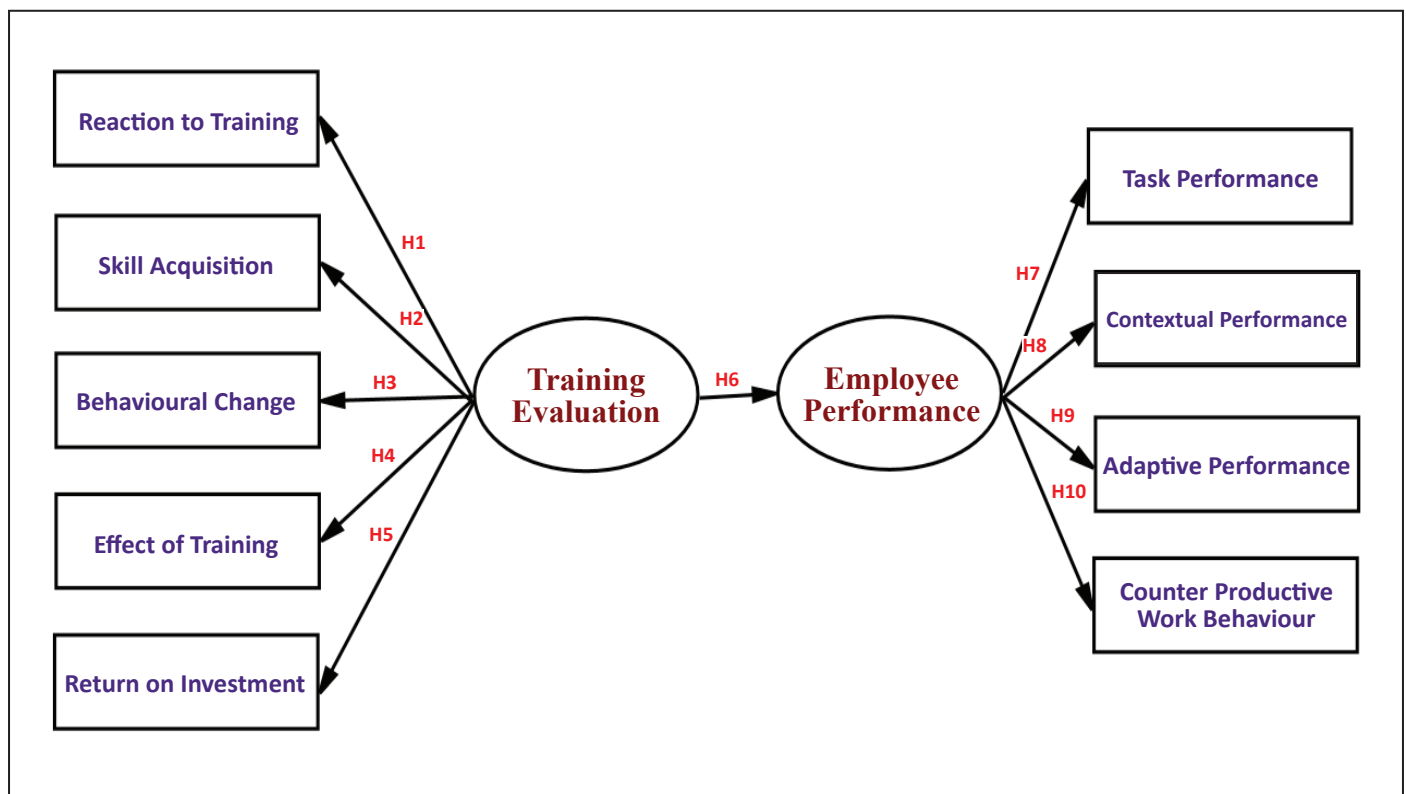 Reaction to Training
Skill Acquisition
Behavioural Change
Effect of Training
Return on Investment
H1
H2
H3
H4
H5
Training
Evaluation
H6
Employee
Performance
H7
H8
H9
H10
Task Performance
Contextual Performance
Adaptive Performance
Counter Productive
Work Behaviour